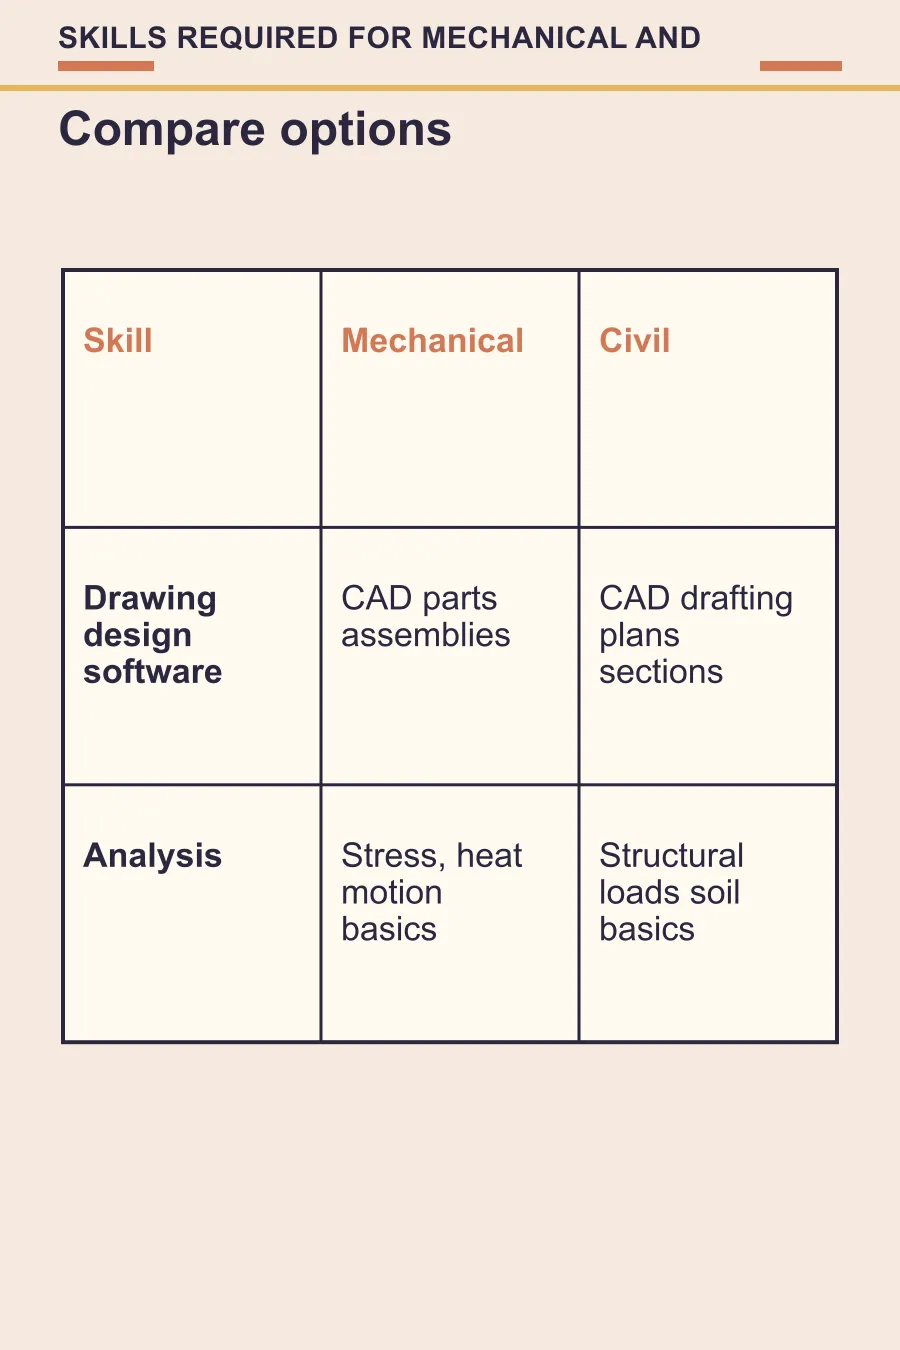 SKILLS REQUIRED FOR MECHANICAL AND
Compare options
Skill
Mechanical
Civil
Drawing
design
software
CAD parts
assemblies
CAD drafting
plans
sections
Analysis
Stress, heat
motion
basics
Structural
loads soil
basics